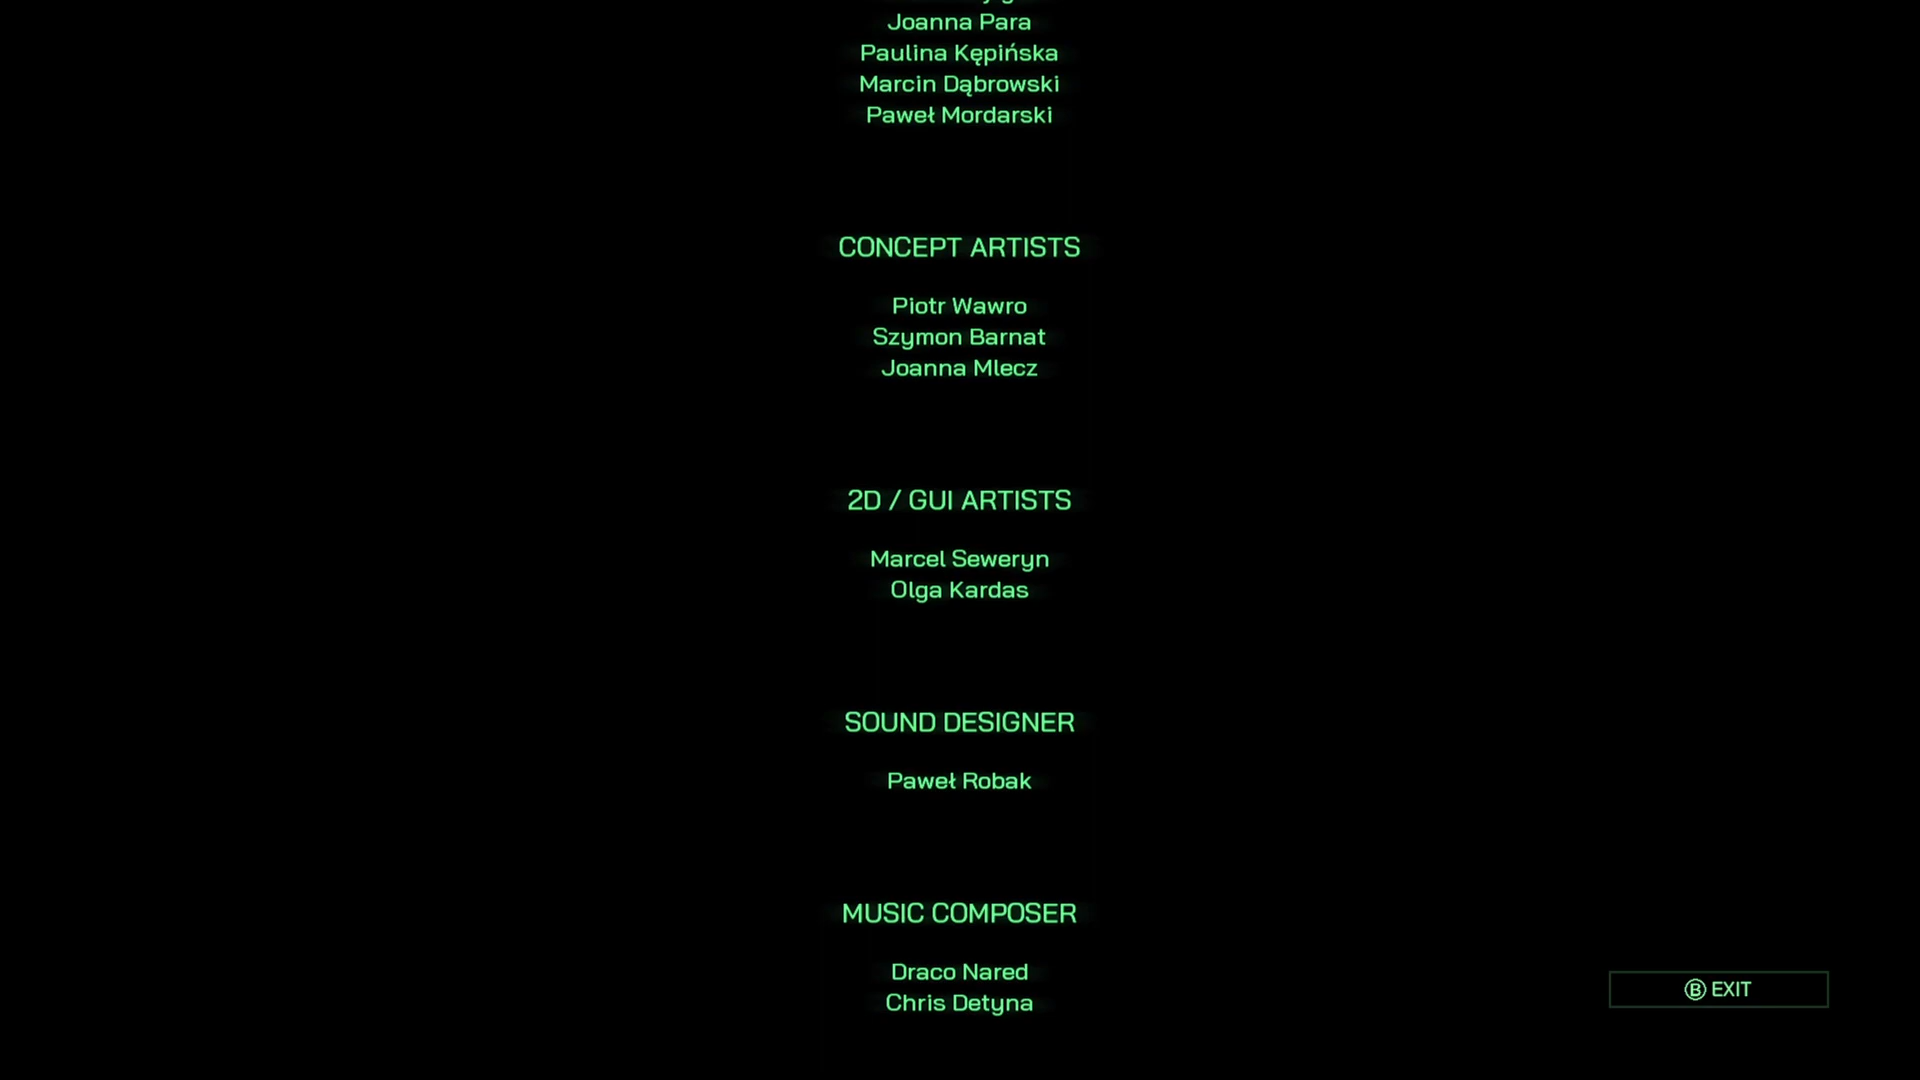 Joanna Para
Paulina Kępińska
Marcin Dąbrowski
Paweł Mordarski
CONCEPT ARTISTS
Piotr Wawro
Szymon Barnat
Joanna Mlecz
2D / GUI ARTISTS
Marcel Seweryn
Olga Kardas
SOUND DESIGNER
Paweł Robak
MUSIC COMPOSER
Draco Nared
Chris Detyna
Ⓑ EXIT